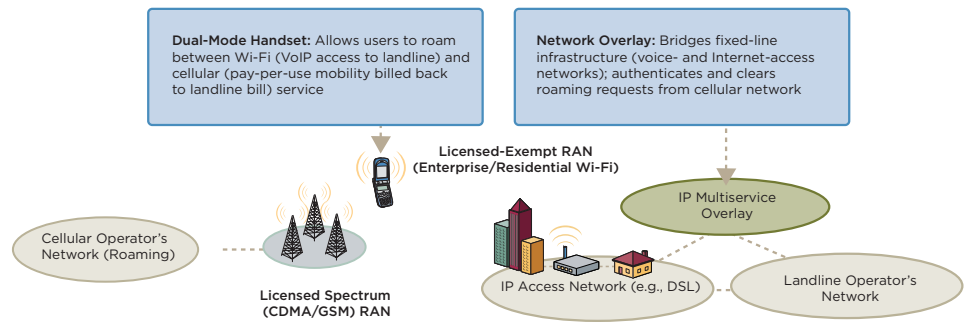 Dual-Mode Handset: Allows users to roam
between Wi-Fi (VoIP access to landline) and
cellular (pay-per-use mobility billed back
to landline bill) service
Network Overlay: Bridges fixed-line
infrastructure (voice- and Internet-access
networks); authenticates and clears
roaming requests from cellular network
Licensed-Exempt RAN
(Enterprise/Residential Wi-Fi)
IP Multiservice
Overlay
Cellular Operator's
Network (Roaming)
IP Access Network (e.g., DSL)
Landline Operator's
Network
Licensed Spectrum
(CDMA/GSM) RAN